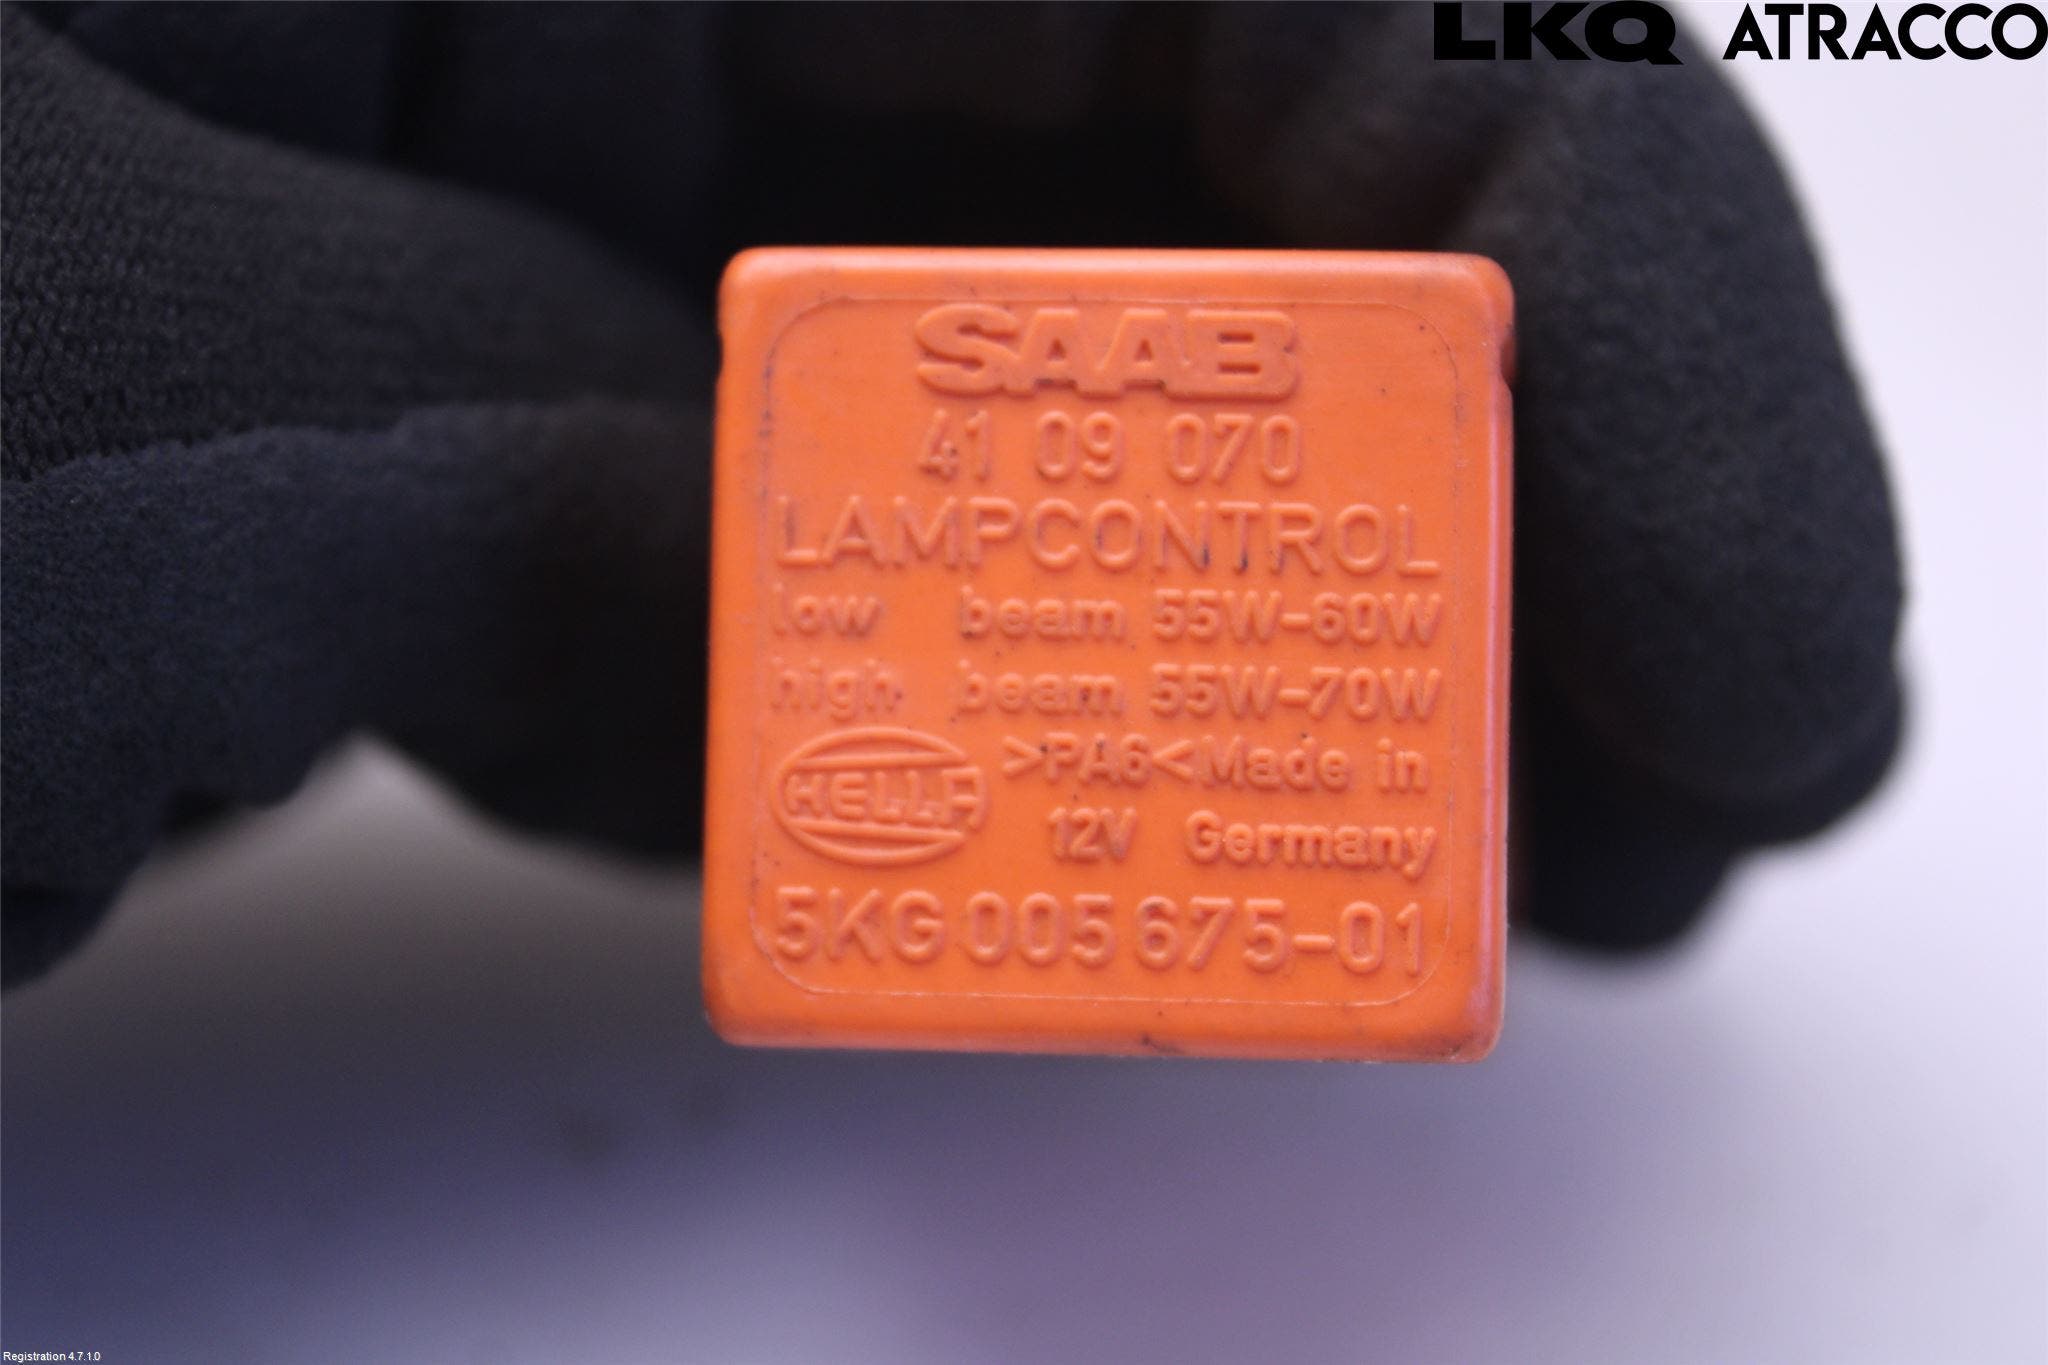 LKQ ATRACCO
SAAB
41 09 070
LAMPCONTROL
low beam 55W-60W
high beam 55W-70W
HELLA >PA6< Made in
12V Germany
5KG 005 675-01
Registration 4.7.1.0